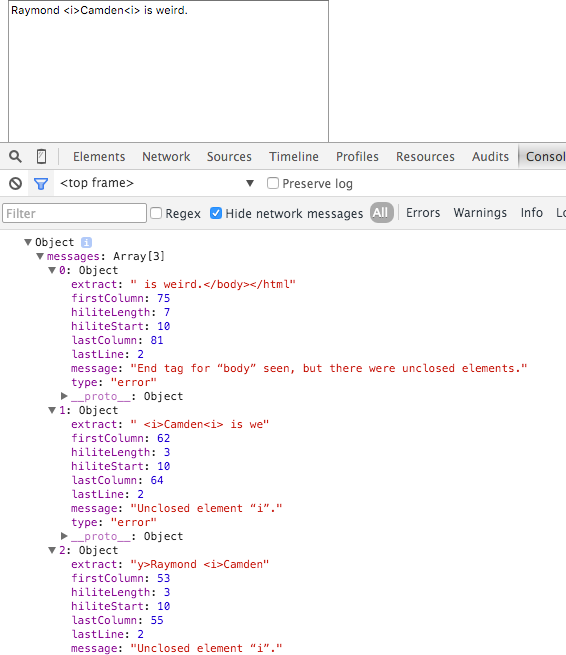 Raymond <i>Camden<i> is weird.
Elements Network Sources Timeline Profiles Resources Audits Consol
<top frame> ▼ Preserve log
Filter Regex Hide network messages All Errors Warnings Info Lo
▼Object i
▼messages: Array[3]
▼0: Object
extract: " is weird.</body></html"
firstColumn: 75
hiliteLength: 7
hiliteStart: 10
lastColumn: 81
lastLine: 2
message: "End tag for “body” seen, but there were unclosed elements."
type: "error"
▶__proto__: Object
▼1: Object
extract: " <i>Camden<i> is we"
firstColumn: 62
hiliteLength: 3
hiliteStart: 10
lastColumn: 64
lastLine: 2
message: "Unclosed element “i”."
type: "error"
▶__proto__: Object
▼2: Object
extract: "y>Raymond <i>Camden"
firstColumn: 53
hiliteLength: 3
hiliteStart: 10
lastColumn: 55
lastLine: 2
message: "Unclosed element “i”."